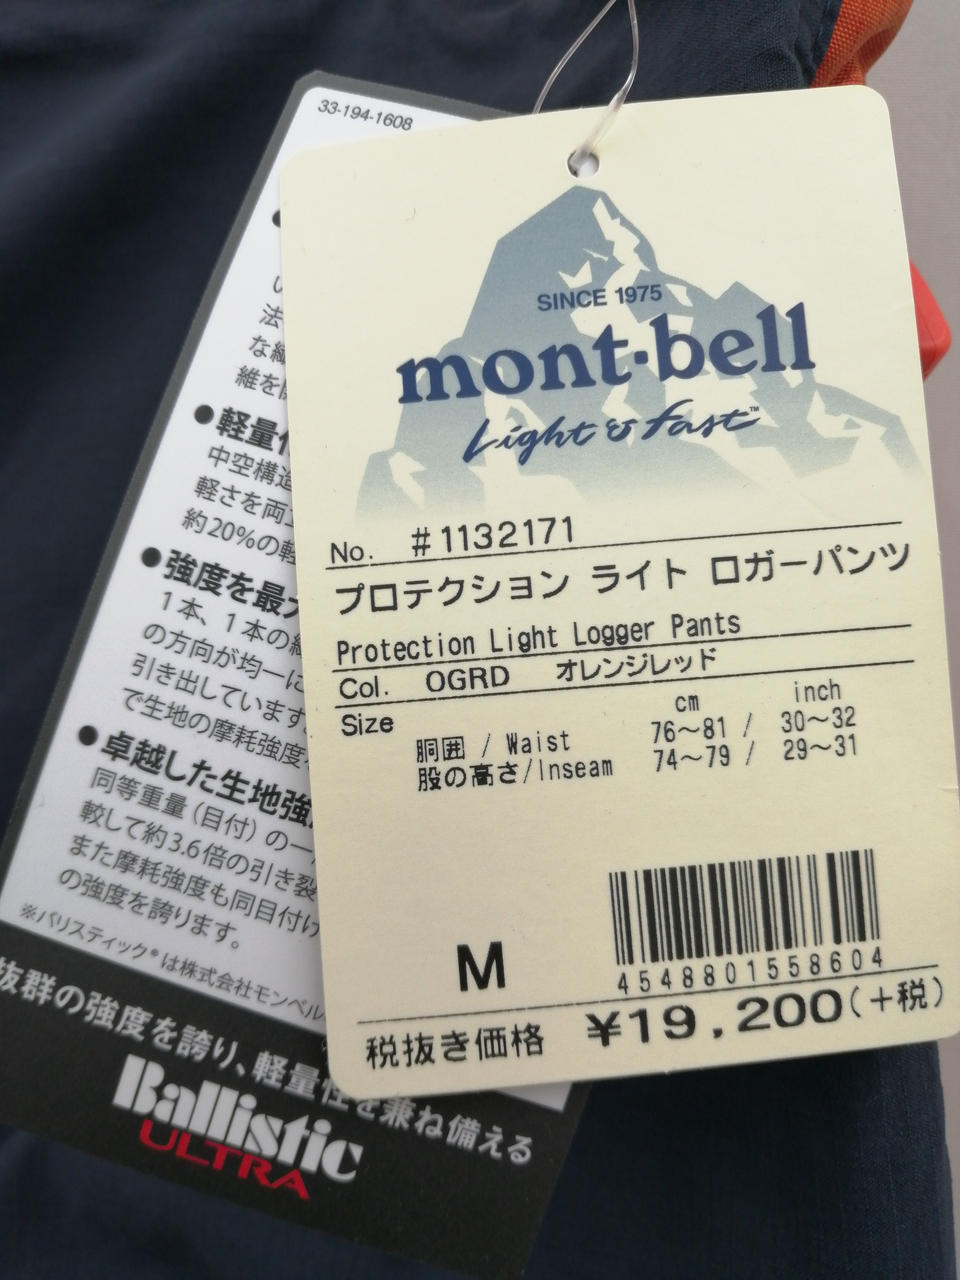 33-194-1608
い
法
な繊
維を
●軽量
中空構造
軽さを両
約20%の軽
●強度を最大
1本、1本の繊
の方向が均一に
引き出しています
で生地の摩耗強度
●卓越した生地強
同等重量(目付)の一
較して約3.6倍の引き裂
また摩耗強度も同目付け
の強度を誇ります。
※バリスティック®は株式会社モンベル
抜群の強度を誇り、軽量性を兼ね備える
Ballistic
ULTRA
SINCE 1975
mont-bell
Light & Fast™
No. #1132171
プロテクション ライト ロガーパンツ
Protection Light Logger Pants
Col. OGRD オレンジレッド
Size cm inch
胴囲 / Waist 76〜81 / 30〜32
股の高さ/Inseam 74〜79 / 29〜31
M
4548801558604
税抜き価格 ¥19,200(+税)